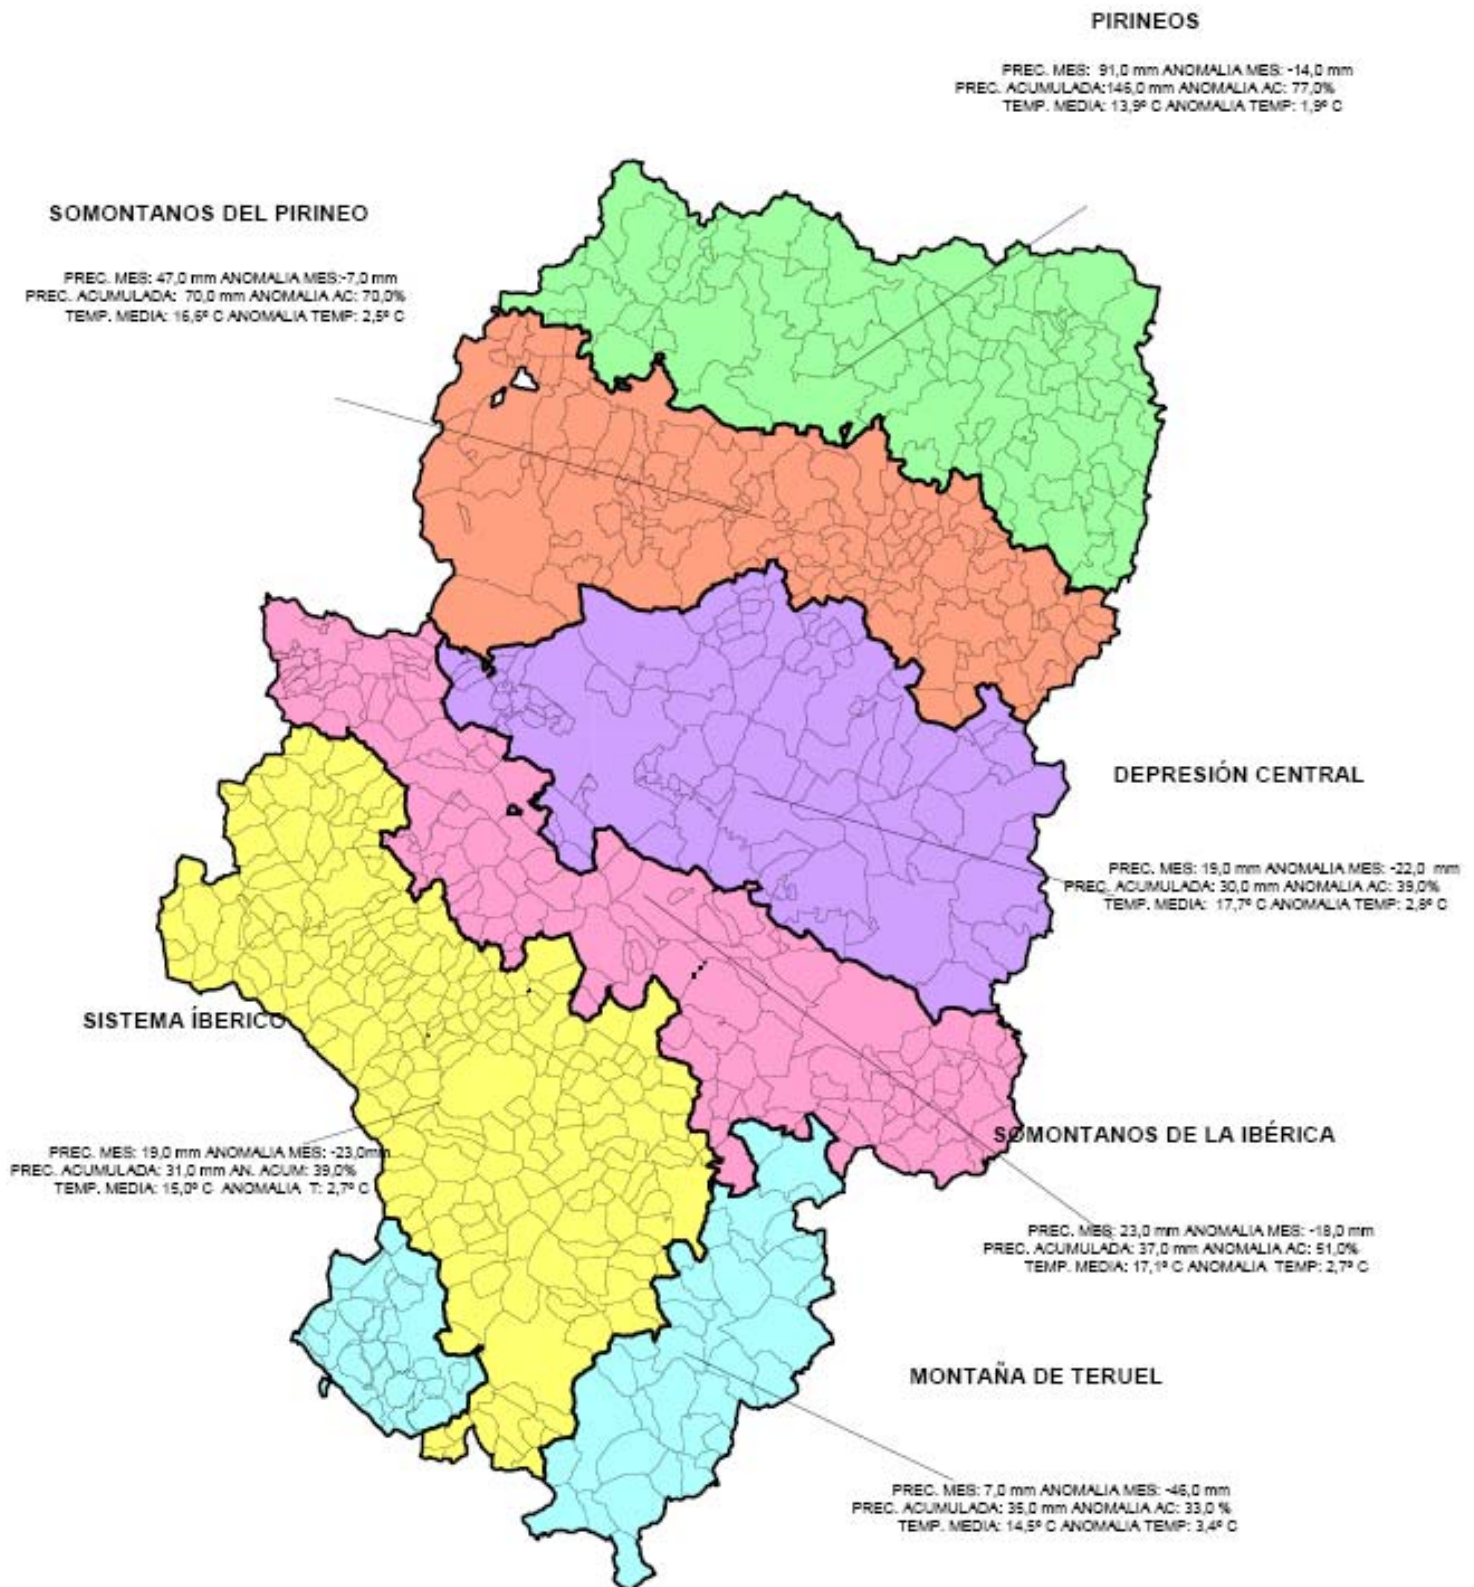 PIRINEOS
PREC. MES: 91,0 mm ANOMALIA MES: -14,0 mm
PREC. ACUMULADA:145,0 mm ANOMALIA AC: 77,0%
TEMP. MEDIA: 13,9º C ANOMALIA TEMP: 1,9º C
SOMONTANOS DEL PIRINEO
PREC. MES: 47,0 mm ANOMALIA MES:-7,0 mm
PREC. ACUMULADA: 70,0 mm ANOMALIA AC: 70,0%
TEMP. MEDIA: 16,6º C ANOMALIA TEMP: 2,5º C
DEPRESIÓN CENTRAL
PREC. MES: 19,0 mm ANOMALIA MES: -22,0 mm
PREC. ACUMULADA: 30,0 mm ANOMALIA AC: 39,0%
TEMP. MEDIA: 17,7º C ANOMALIA TEMP: 2,8º C
SISTEMA ÍBERICO
PREC. MES: 19,0 mm ANOMALIA MES: -23,0mm
PREC. ACUMULADA: 31,0 mm AN. ACUM: 39,0%
TEMP. MEDIA: 15,0º C ANOMALIA T: 2,7º C
SOMONTANOS DE LA IBÉRICA
PREC. MES: 23,0 mm ANOMALIA MES: -18,0 mm
PREC. ACUMULADA: 37,0 mm ANOMALIA AC: 51,0%
TEMP. MEDIA: 17,1º C ANOMALIA TEMP: 2,7º C
MONTAÑA DE TERUEL
PREC. MES: 7,0 mm ANOMALIA MES: -46,0 mm
PREC. ACUMULADA: 35,0 mm ANOMALIA AC: 33,0 %
TEMP. MEDIA: 14,5º C ANOMALIA TEMP: 3,4º C